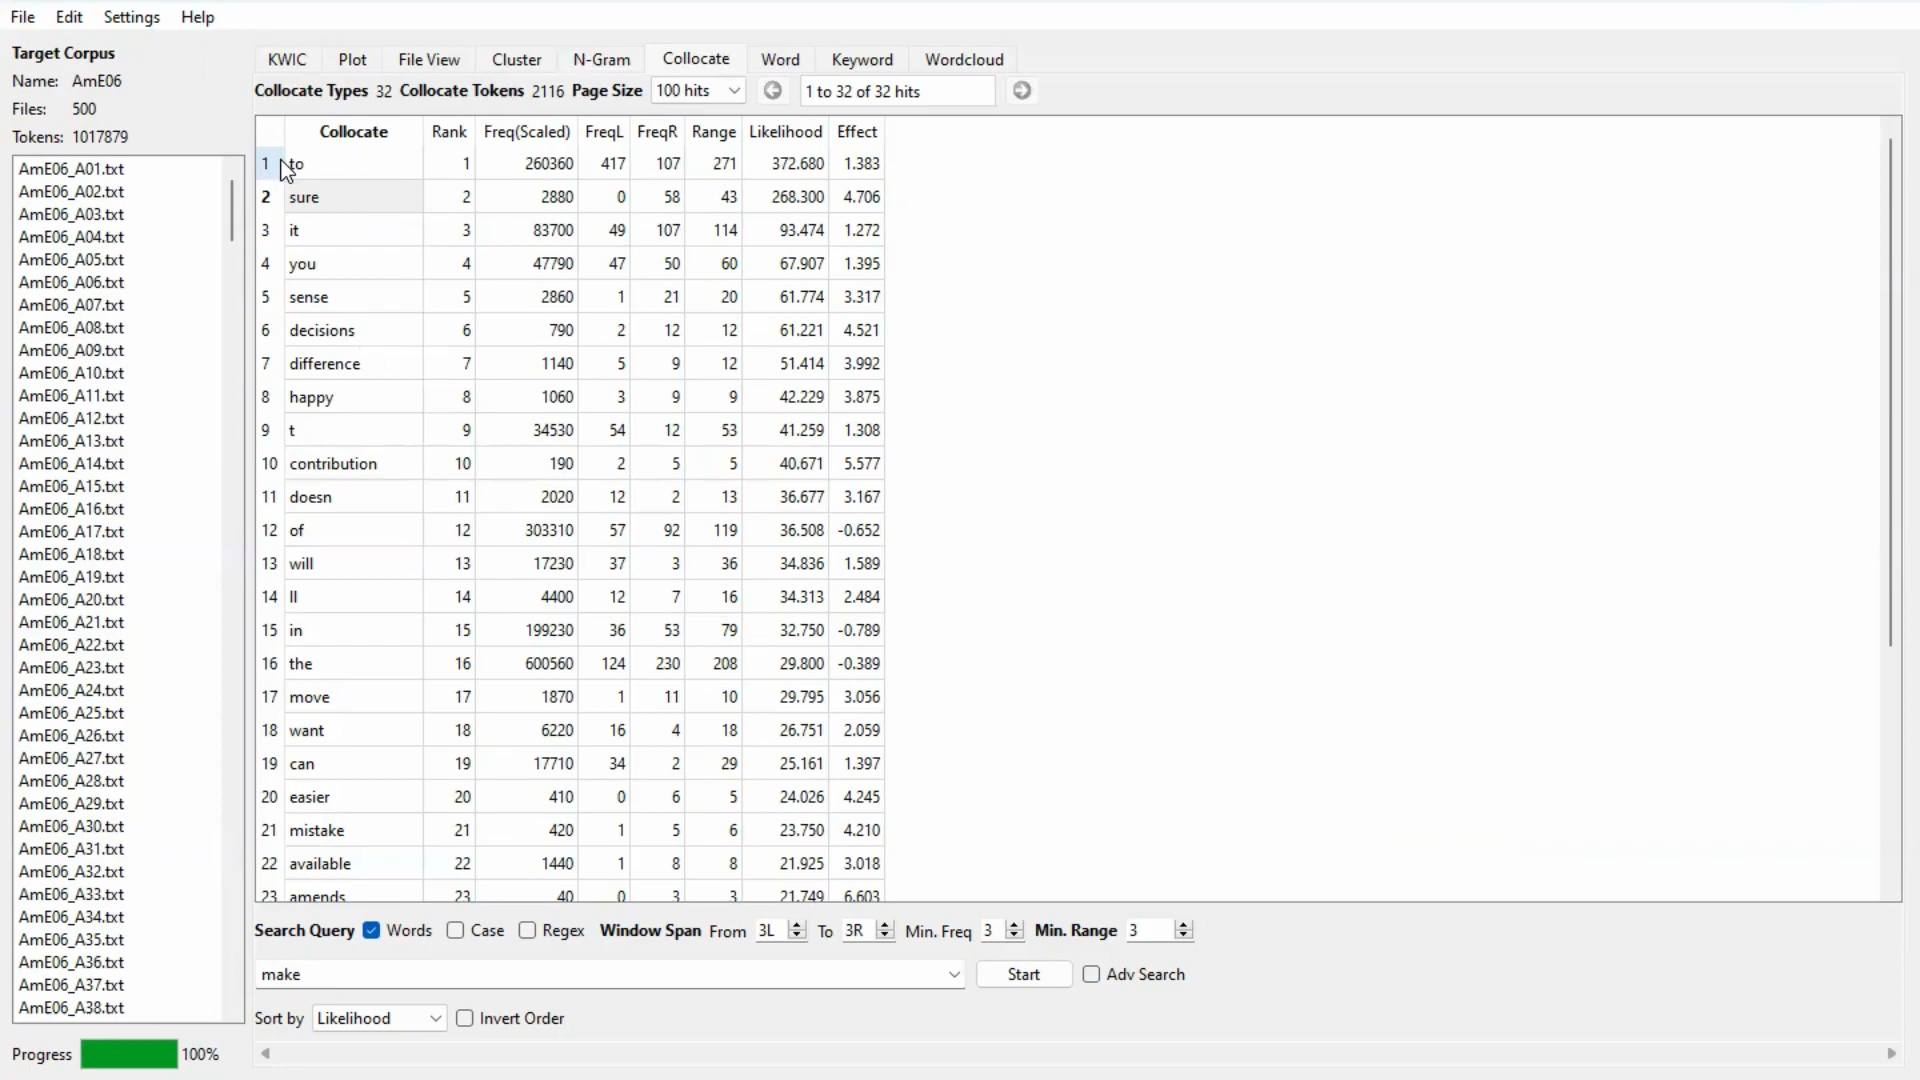 File Edit Settings Help
Target Corpus
Name: AmE06
Files: 500
Tokens: 1017879
AmE06_A01.txt
AmE06_A02.txt
AmE06_A03.txt
AmE06_A04.txt
AmE06_A05.txt
AmE06_A06.txt
AmE06_A07.txt
AmE06_A08.txt
AmE06_A09.txt
AmE06_A10.txt
AmE06_A11.txt
AmE06_A12.txt
AmE06_A13.txt
AmE06_A14.txt
AmE06_A15.txt
AmE06_A16.txt
AmE06_A17.txt
AmE06_A18.txt
AmE06_A19.txt
AmE06_A20.txt
AmE06_A21.txt
AmE06_A22.txt
AmE06_A23.txt
AmE06_A24.txt
AmE06_A25.txt
AmE06_A26.txt
AmE06_A27.txt
AmE06_A28.txt
AmE06_A29.txt
AmE06_A30.txt
AmE06_A31.txt
AmE06_A32.txt
AmE06_A33.txt
AmE06_A34.txt
AmE06_A35.txt
AmE06_A36.txt
AmE06_A37.txt
AmE06_A38.txt
Progress 100%
KWIC Plot File View Cluster N-Gram Collocate Word Keyword Wordcloud
Collocate Types 32 Collocate Tokens 2116 Page Size 100 hits 1 to 32 of 32 hits
Collocate Rank Freq(Scaled) FreqL FreqR Range Likelihood Effect
1 to 1 260360 417 107 271 372.680 1.383
2 sure 2 2880 0 58 43 268.300 4.706
3 it 3 83700 49 107 114 93.474 1.272
4 you 4 47790 47 50 60 67.907 1.395
5 sense 5 2860 1 21 20 61.774 3.317
6 decisions 6 790 2 12 12 61.221 4.521
7 difference 7 1140 5 9 12 51.414 3.992
8 happy 8 1060 3 9 9 42.229 3.875
9 t 9 34530 54 12 53 41.259 1.308
10 contribution 10 190 2 5 5 40.671 5.577
11 doesn 11 2020 12 2 13 36.677 3.167
12 of 12 303310 57 92 119 36.508 -0.652
13 will 13 17230 37 3 36 34.836 1.589
14 ll 14 4400 12 7 16 34.313 2.484
15 in 15 199230 36 53 79 32.750 -0.789
16 the 16 600560 124 230 208 29.800 -0.389
17 move 17 1870 1 11 10 29.795 3.056
18 want 18 6220 16 4 18 26.751 2.059
19 can 19 17710 34 2 29 25.161 1.397
20 easier 20 410 0 6 5 24.026 4.245
21 mistake 21 420 1 5 6 23.750 4.210
22 available 22 1440 1 8 8 21.925 3.018
23 amends 23 40 0 3 3 21.749 6.603
Search Query Words Case Regex Window Span From 3L To 3R Min. Freq 3 Min. Range 3
make Start Adv Search
Sort by Likelihood Invert Order